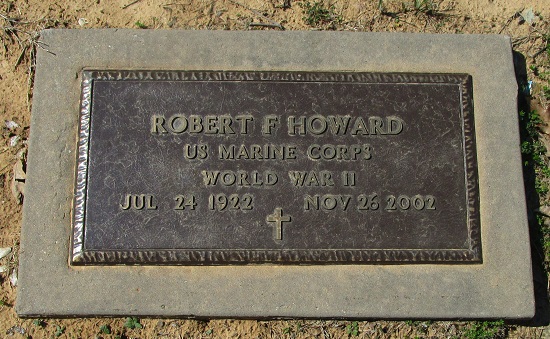 ROBERT F HOWARD
US MARINE CORPS
WORLD WAR II
JUL 24 1922 NOV 26 2002